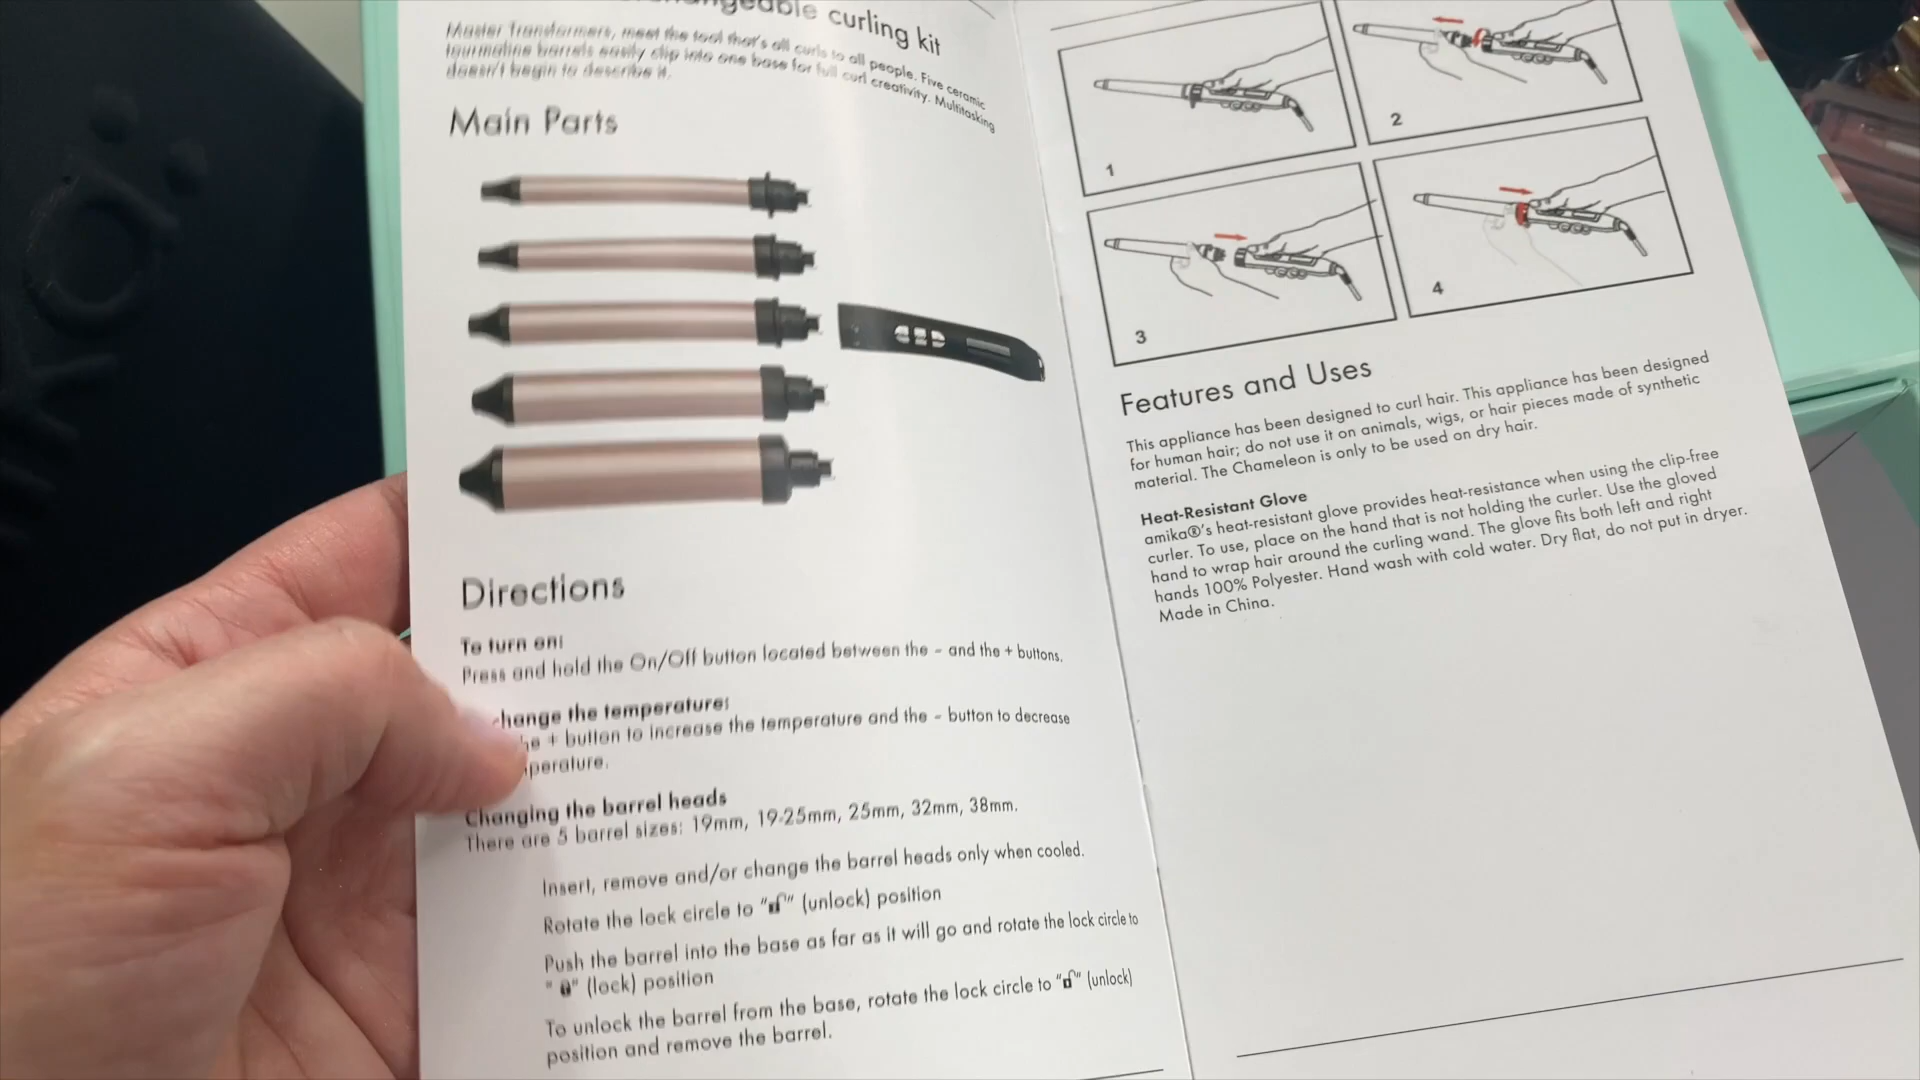 curling kit
Master Transformers, meet the tool that's all curls to all people. Five ceramic
tourmaline barrels easily clip into one base for full curl creativity. Multitasking
doesn't begin to describe it.
Main Parts
Directions
To turn on:
Press and hold the On/Off button located between the – and the + buttons.
change the temperature:
+ button to increase the temperature and the – button to decrease
Changing the barrel heads
There are 5 barrel sizes: 19mm, 19-25mm, 25mm, 32mm, 38mm.
Insert, remove and/or change the barrel heads only when cooled.
Rotate the lock circle to "🔓" (unlock) position
Push the barrel into the base as far as it will go and rotate the lock circle to
"🔒" (lock) position
To unlock the barrel from the base, rotate the lock circle to "🔓" (unlock)
position and remove the barrel.
1
2
3
4
Features and Uses
This appliance has been designed to curl hair. This appliance has been designed
for human hair; do not use it on animals, wigs, or hair pieces made of synthetic
material. The Chameleon is only to be used on dry hair.
Heat-Resistant Glove
amika®'s heat-resistant glove provides heat-resistance when using the clip-free
curler. To use, place on the hand that is not holding the curler. Use the gloved
hand to wrap hair around the curling wand. The glove fits both left and right
hands 100% Polyester. Hand wash with cold water. Dry flat, do not put in dryer.
Made in China.